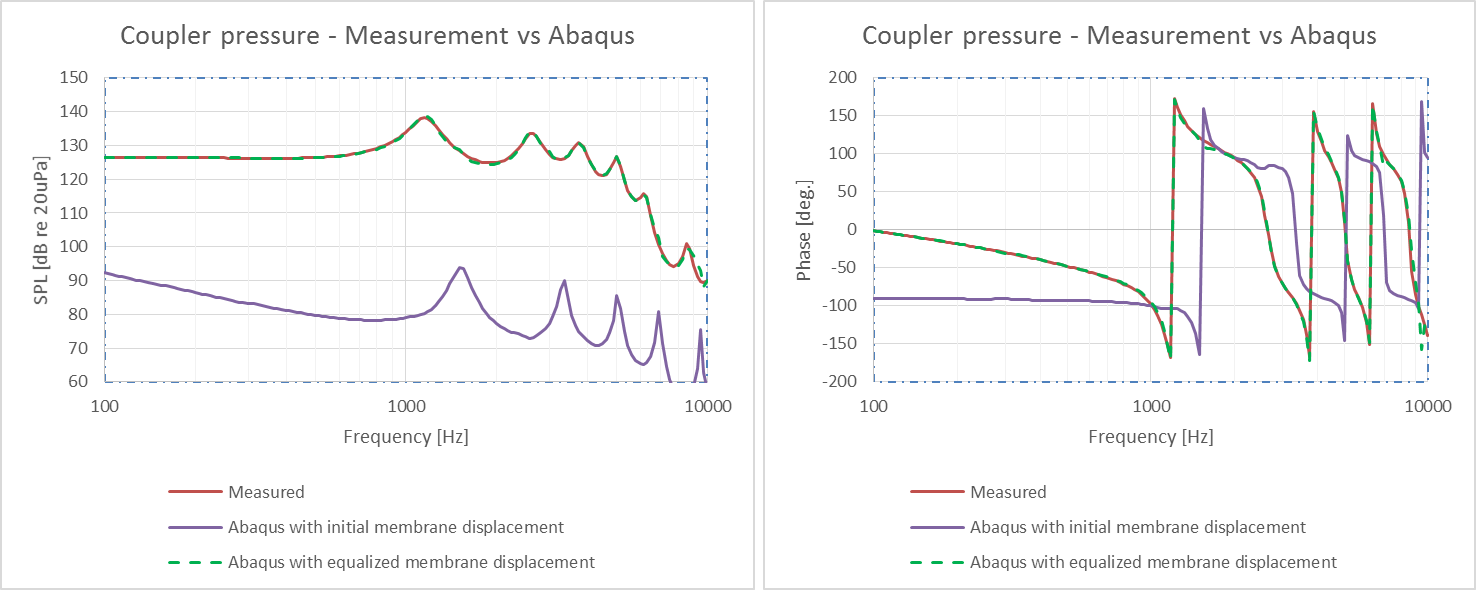 Coupler pressure - Measurement vs Abaqus
150
140
130
120
110
100
90
80
70
60
SPL [dB re 20uPa]
100
1000
10000
Frequency [Hz]
Measured
Abaqus with initial membrane displacement
Abaqus with equalized membrane displacement
Coupler pressure - Measurement vs Abaqus
200
150
100
50
0
-50
-100
-150
-200
Phase [deg.]
100
1000
10000
Frequency [Hz]
Measured
Abaqus with initial membrane displacement
Abaqus with equalized membrane displacement